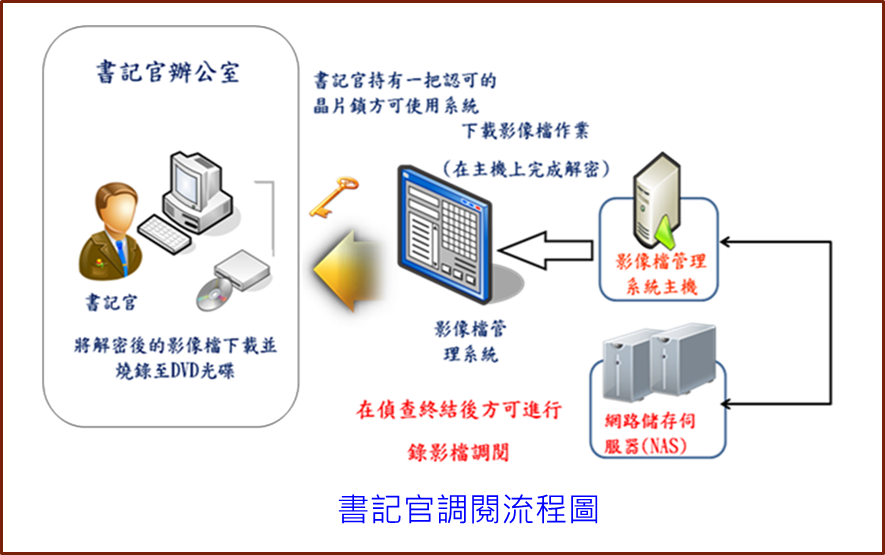 書記官辦公室
書記官持有一把認可的
晶片鎖方可使用系統
下載影像檔作業
(在主機上完成解密)
影像檔管理
系統主機
書記官
影像檔管
理系統
將解密後的影像檔下載並
燒錄至DVD光碟
在偵查終結後方可進行
錄影檔調閱
網路儲存伺
服器(NAS)
書記官調閱流程圖